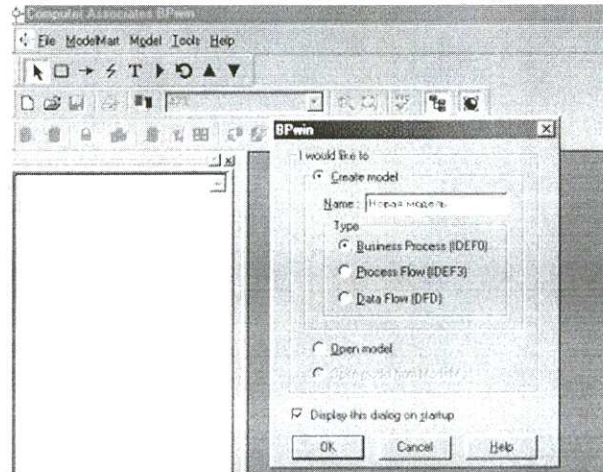 Computer Associates BPwin
File ModelMart Model Tools Help
42%
BPwin
I would like to
Create model
Name: Новая модель
Type
Business Process (IDEF0)
Process Flow (IDEF3)
Data Flow (DFD)
Open model
Display this dialog on startup
OK Cancel Help